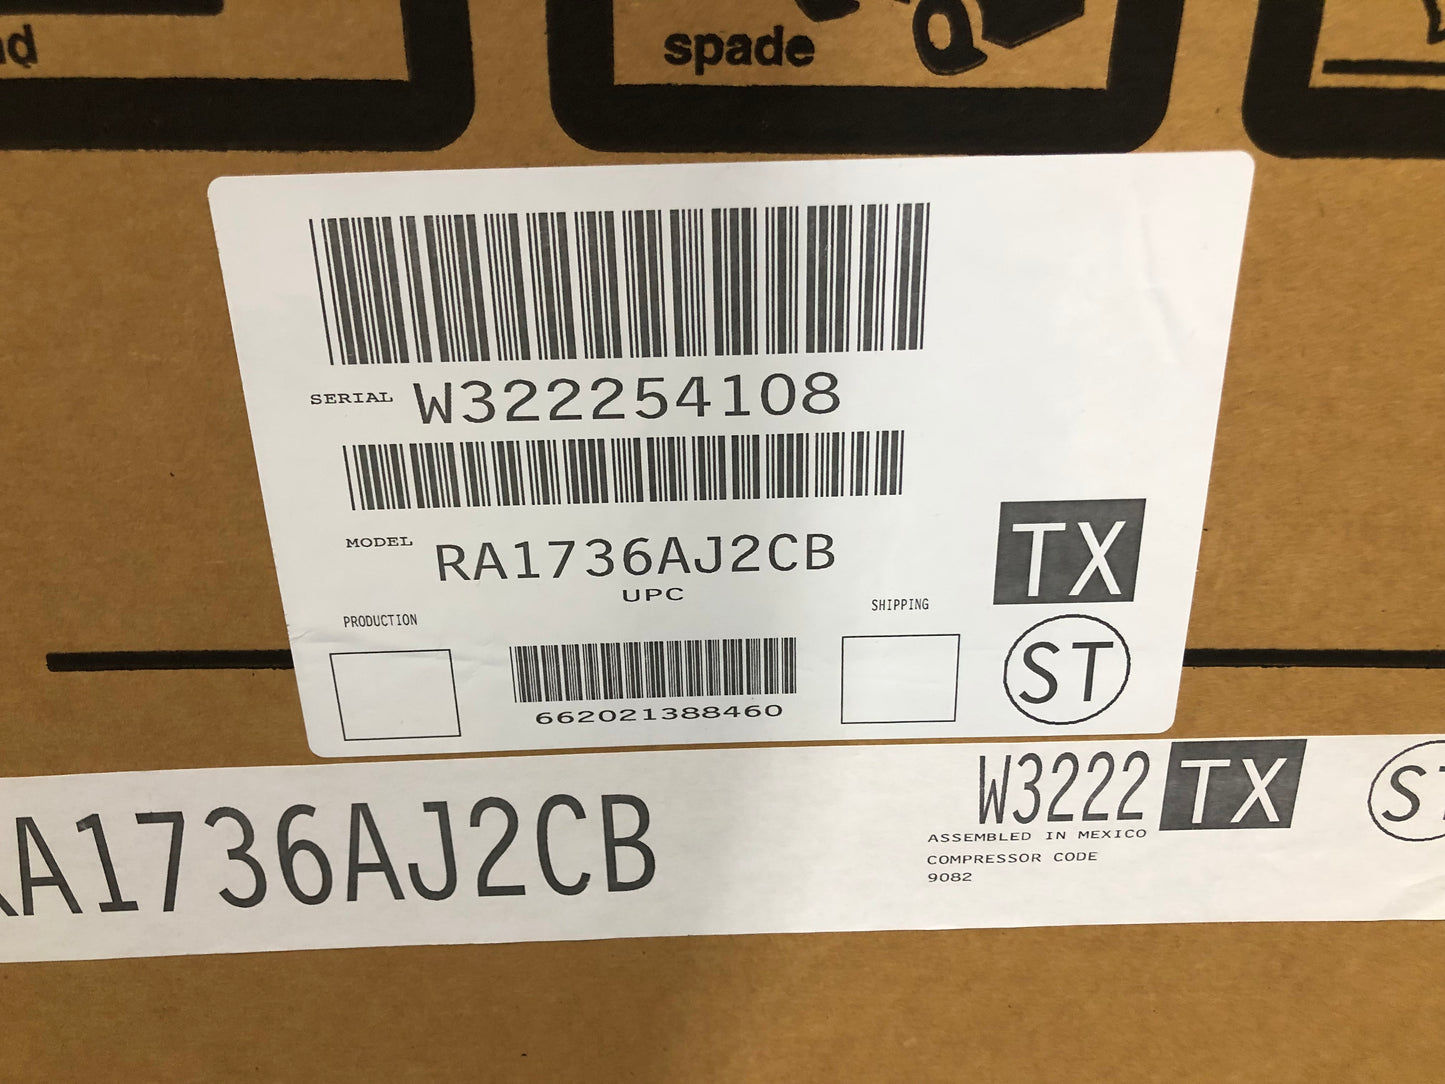 spade
SERIAL W322254108
MODEL RA1736AJ2CB
UPC
PRODUCTION
SHIPPING
662021388460
TX
ST
RA1736AJ2CB
W3222 TX ST
ASSEMBLED IN MEXICO
COMPRESSOR CODE
9082